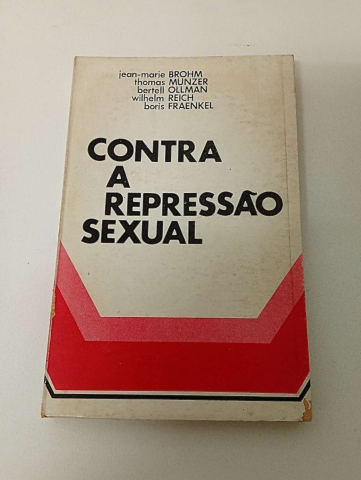 jean-marie BROHM
thomas MUNZER
bertell OLLMAN
wilhelm REICH
boris FRAENKEL
CONTRA
A
REPRESSÃO
SEXUAL